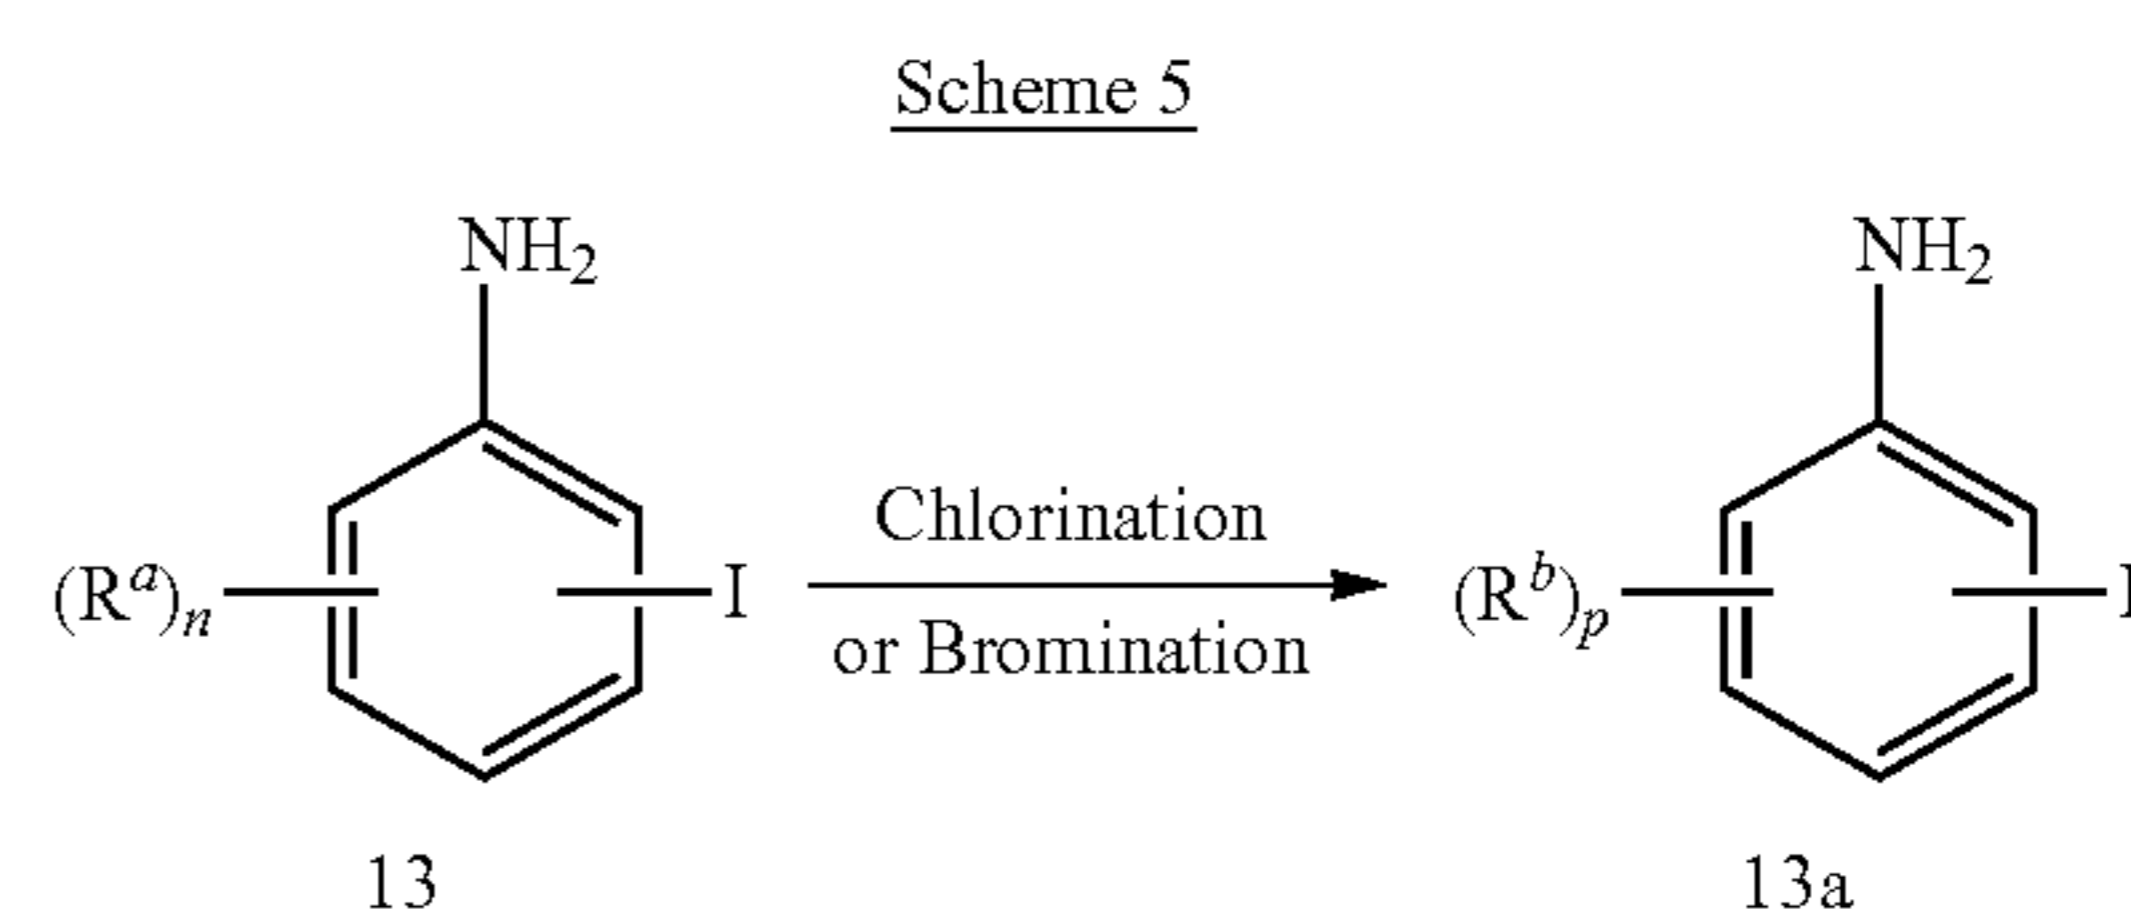 Scheme 5
NH₂
NH₂
Chlorination
(Rᵃ)ₙ
I
(Rᵇ)ₚ
or Bromination
13
13a